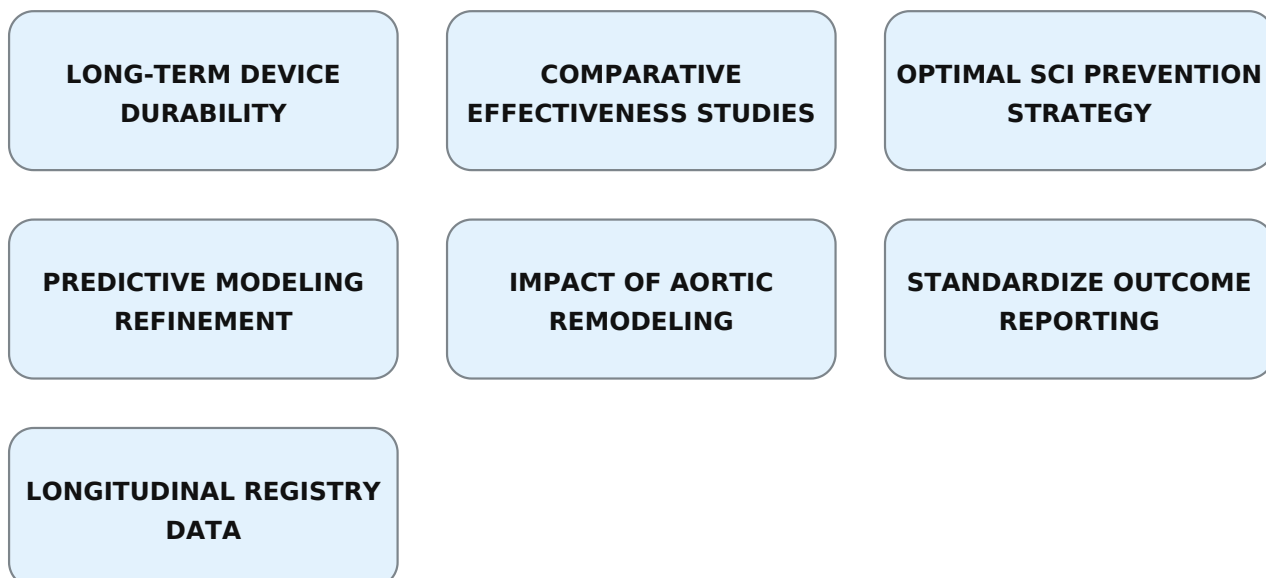 LONG-TERM DEVICE
DURABILITY
COMPARATIVE
EFFECTIVENESS STUDIES
OPTIMAL SCI PREVENTION
STRATEGY
PREDICTIVE MODELING
REFINEMENT
IMPACT OF AORTIC
REMODELING
STANDARDIZE OUTCOME
REPORTING
LONGITUDINAL REGISTRY
DATA